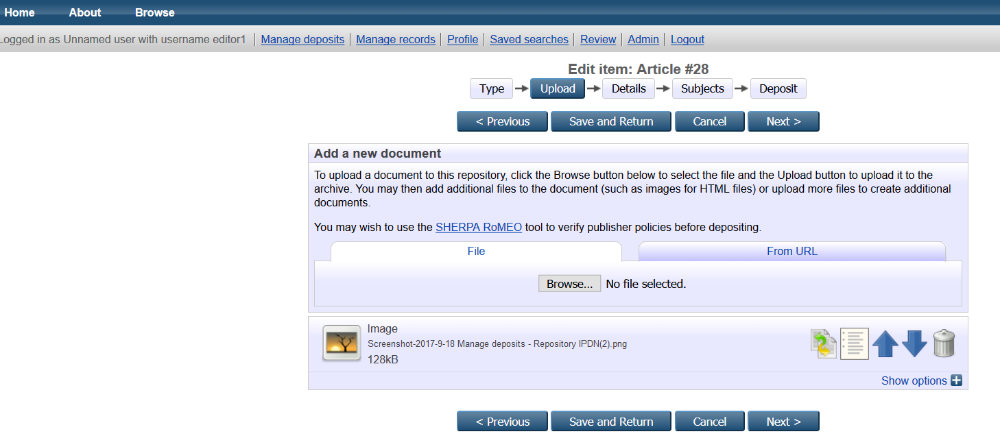 Home About Browse
Logged in as Unnamed user with username editor1 Manage deposits Manage records Profile Saved searches Review Admin Logout
Edit item: Article #28
Type Upload Details Subjects Deposit
< Previous Save and Return Cancel Next >
Add a new document
To upload a document to this repository, click the Browse button below to select the file and the Upload button to upload it to the
archive. You may then add additional files to the document (such as images for HTML files) or upload more files to create additional
documents.
You may wish to use the SHERPA RoMEO tool to verify publisher policies before depositing.
File From URL
Browse... No file selected.
Image
Screenshot-2017-9-18 Manage deposits - Repository IPDN(2).png
128kB
Show options
< Previous Save and Return Cancel Next >